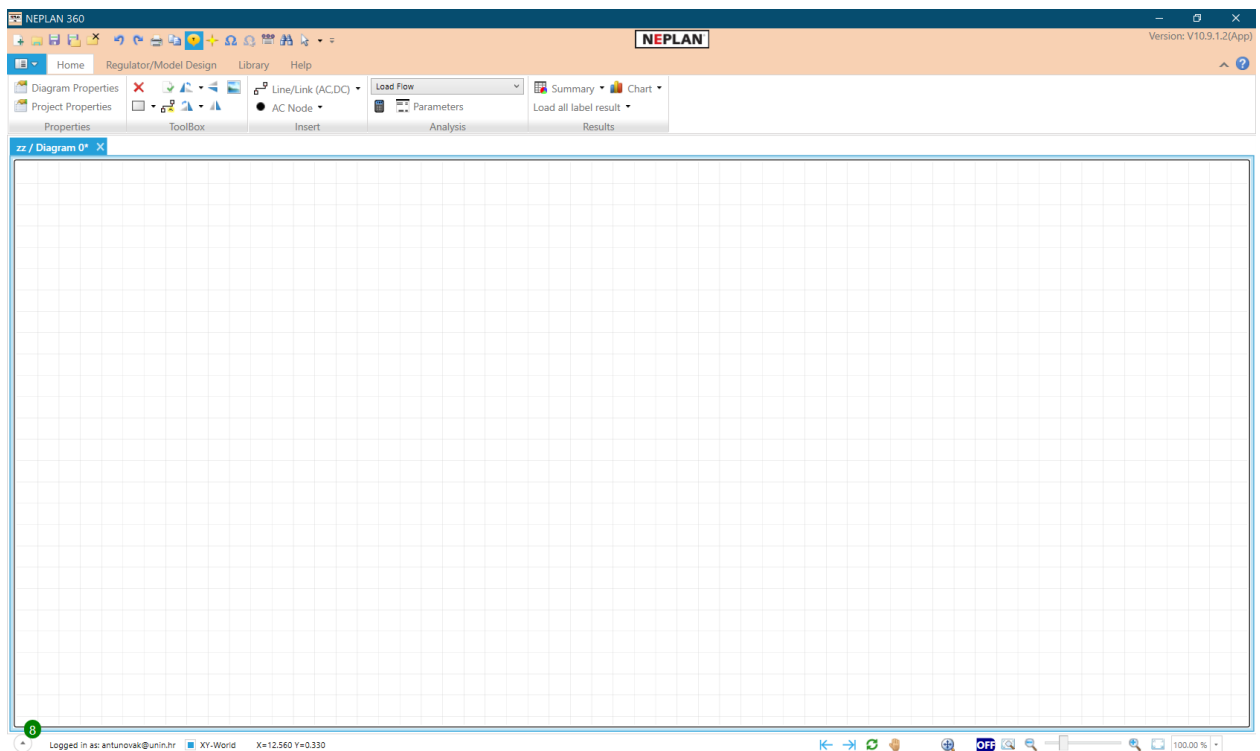 NEPLAN 360
NEPLAN
Version: V10.9.1.2(App)
Home Regulator/Model Design Library Help
Diagram Properties Line/Link (AC,DC) Load Flow Summary Chart
Project Properties AC Node Parameters Load all label result
Properties ToolBox Insert Analysis Results
zz / Diagram 0* X
8
Logged in as: antunovak@unin.hr XY-World X=12.560 Y=0.330 OFF 100.00 %